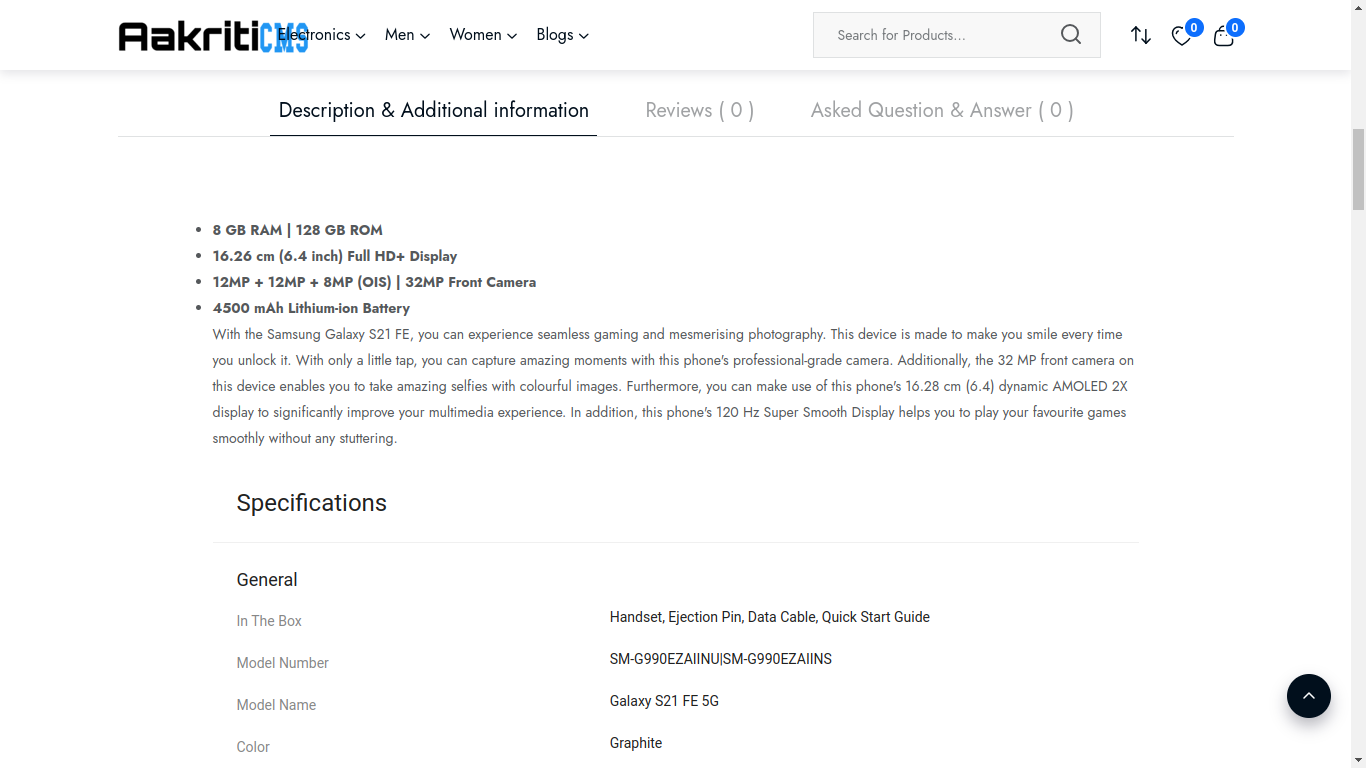 AakritiCMS Electronics Men Women Blogs Search for Products... 0 0
Description & Additional information Reviews ( 0 ) Asked Question & Answer ( 0 )
• 8 GB RAM | 128 GB ROM
• 16.26 cm (6.4 inch) Full HD+ Display
• 12MP + 12MP + 8MP (OIS) | 32MP Front Camera
• 4500 mAh Lithium-ion Battery
With the Samsung Galaxy S21 FE, you can experience seamless gaming and mesmerising photography. This device is made to make you smile every time
you unlock it. With only a little tap, you can capture amazing moments with this phone's professional-grade camera. Additionally, the 32 MP front camera on
this device enables you to take amazing selfies with colourful images. Furthermore, you can make use of this phone's 16.28 cm (6.4) dynamic AMOLED 2X
display to significantly improve your multimedia experience. In addition, this phone's 120 Hz Super Smooth Display helps you to play your favourite games
smoothly without any stuttering.
Specifications
General
In The Box Handset, Ejection Pin, Data Cable, Quick Start Guide
Model Number SM-G990EZAIINU|SM-G990EZAIINS
Model Name Galaxy S21 FE 5G
Color Graphite